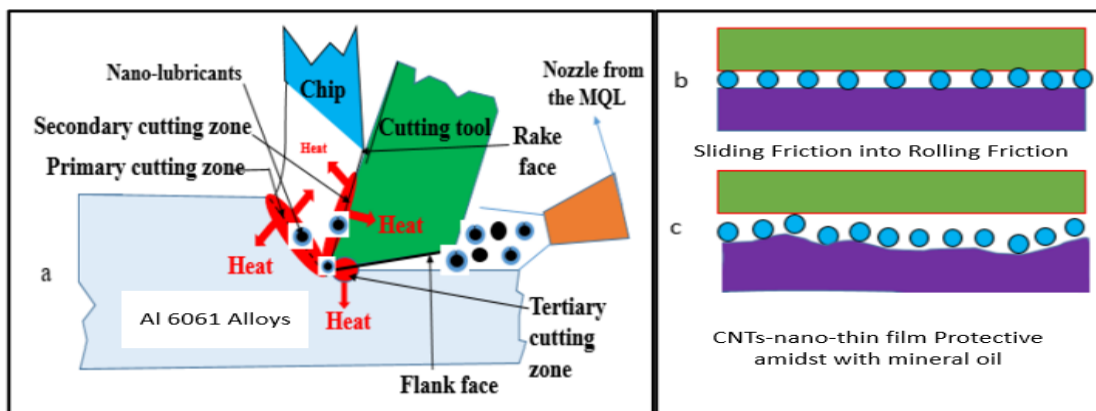 Nano-lubricants
Chip
Nozzle from
the MQL
Secondary cutting zone
Cutting tool
Heat
Rake
face
Primary cutting zone
Heat
Heat
a
Al 6061 Alloys
Heat
Tertiary
cutting
zone
Flank face
b
Sliding Friction into Rolling Friction
c
CNTs-nano-thin film Protective
amidst with mineral oil